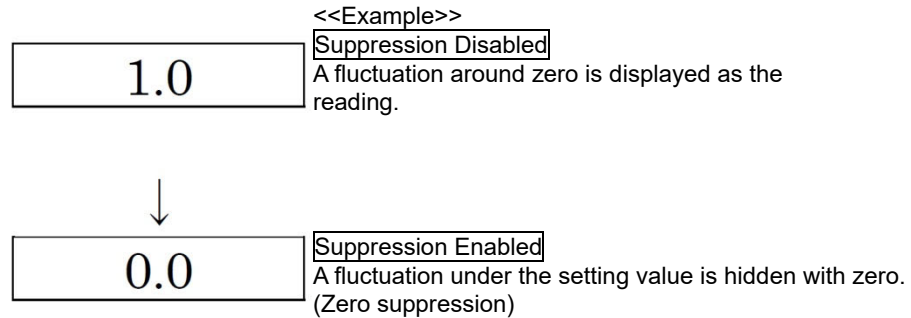 <<Example>>
Suppression Disabled
1.0
A fluctuation around zero is displayed as the
reading.
↓
Suppression Enabled
0.0
A fluctuation under the setting value is hidden with zero.
(Zero suppression)